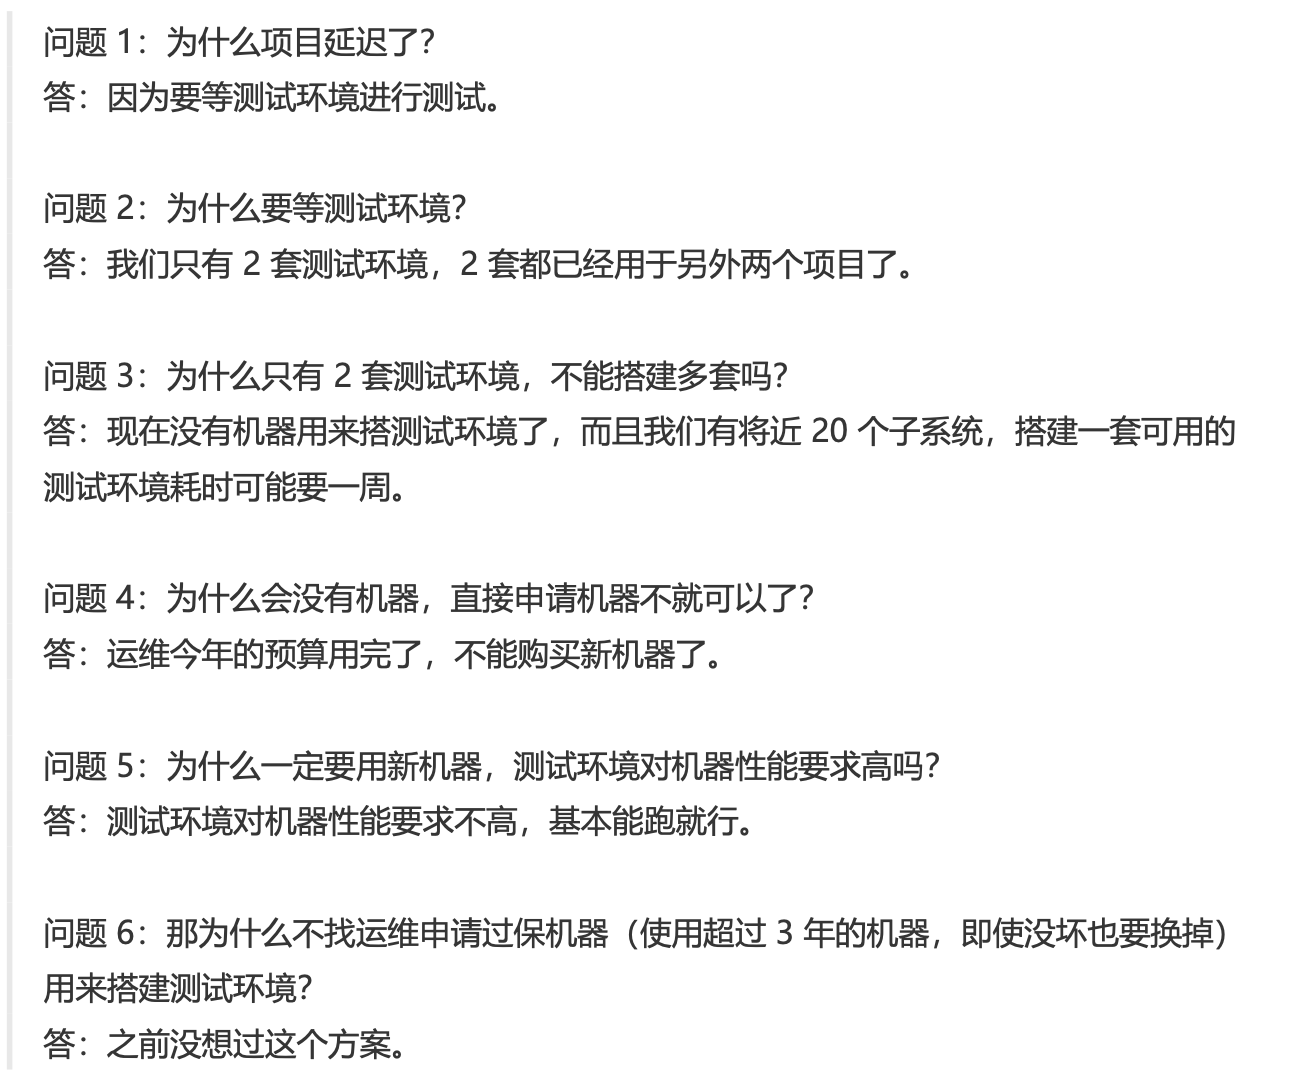 问题 1：为什么项目延迟了？
答：因为要等测试环境进行测试。
问题 2：为什么要等测试环境？
答：我们只有 2 套测试环境，2 套都已经用于另外两个项目了。
问题 3：为什么只有 2 套测试环境，不能搭建多套吗？
答：现在没有机器用来搭测试环境了，而且我们有将近 20 个子系统，搭建一套可用的
测试环境耗时可能要一周。
问题 4：为什么会没有机器，直接申请机器不就可以了？
答：运维今年的预算用完了，不能购买新机器了。
问题 5：为什么一定要用新机器，测试环境对机器性能要求高吗？
答：测试环境对机器性能要求不高，基本能跑就行。
问题 6：那为什么不找运维申请过保机器（使用超过 3 年的机器，即使没坏也要换掉）
用来搭建测试环境？
答：之前没想过这个方案。